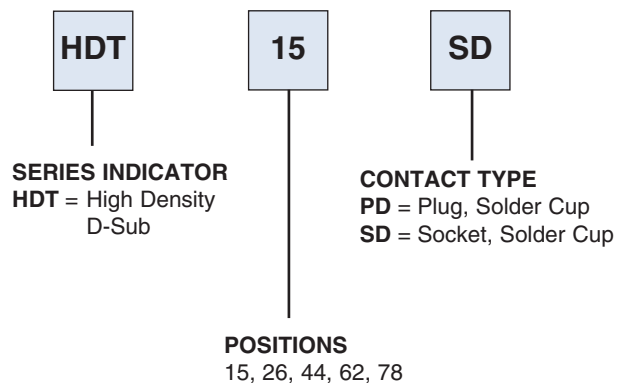 HDT 15 SD
SERIES INDICATOR
HDT = High Density
D-Sub
CONTACT TYPE
PD = Plug, Solder Cup
SD = Socket, Solder Cup
POSITIONS
15, 26, 44, 62, 78